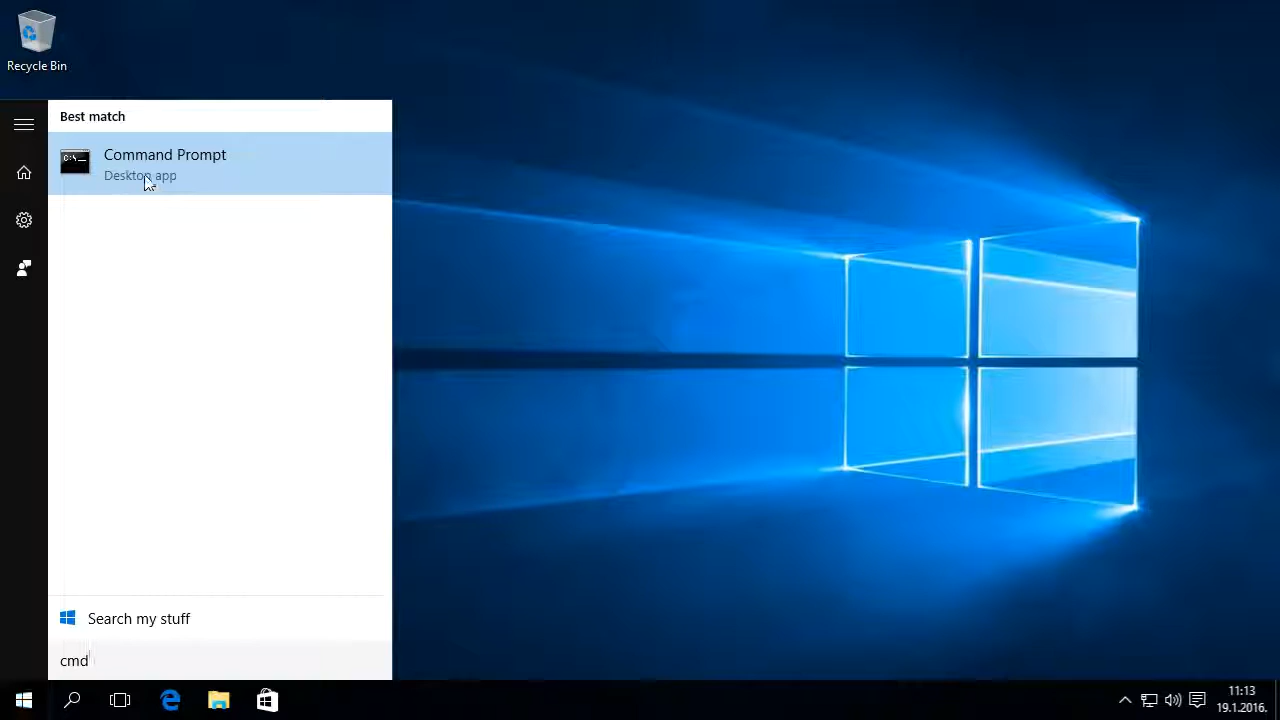 Recycle Bin
Best match
C:\_
Command Prompt
Desktop app
Search my stuff
cmd
11:13
19.1.2016.